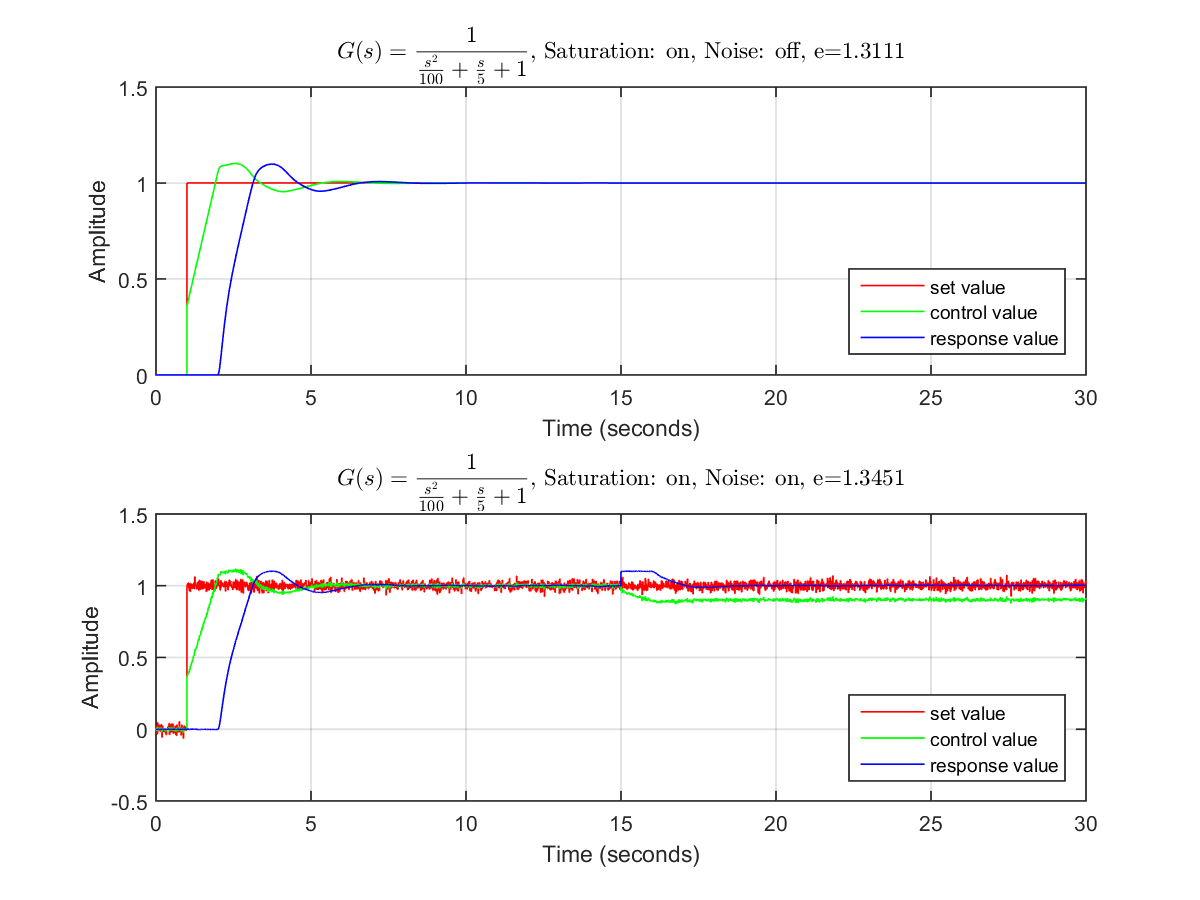 G(s) = 1 / (s²/100 + s/5 + 1), Saturation: on, Noise: off, e=1.3111
1.5
1
0.5
0
Amplitude
set value
control value
response value
0 5 10 15 20 25 30
Time (seconds)
G(s) = 1 / (s²/100 + s/5 + 1), Saturation: on, Noise: on, e=1.3451
1.5
1
0.5
0
-0.5
Amplitude
set value
control value
response value
0 5 10 15 20 25 30
Time (seconds)